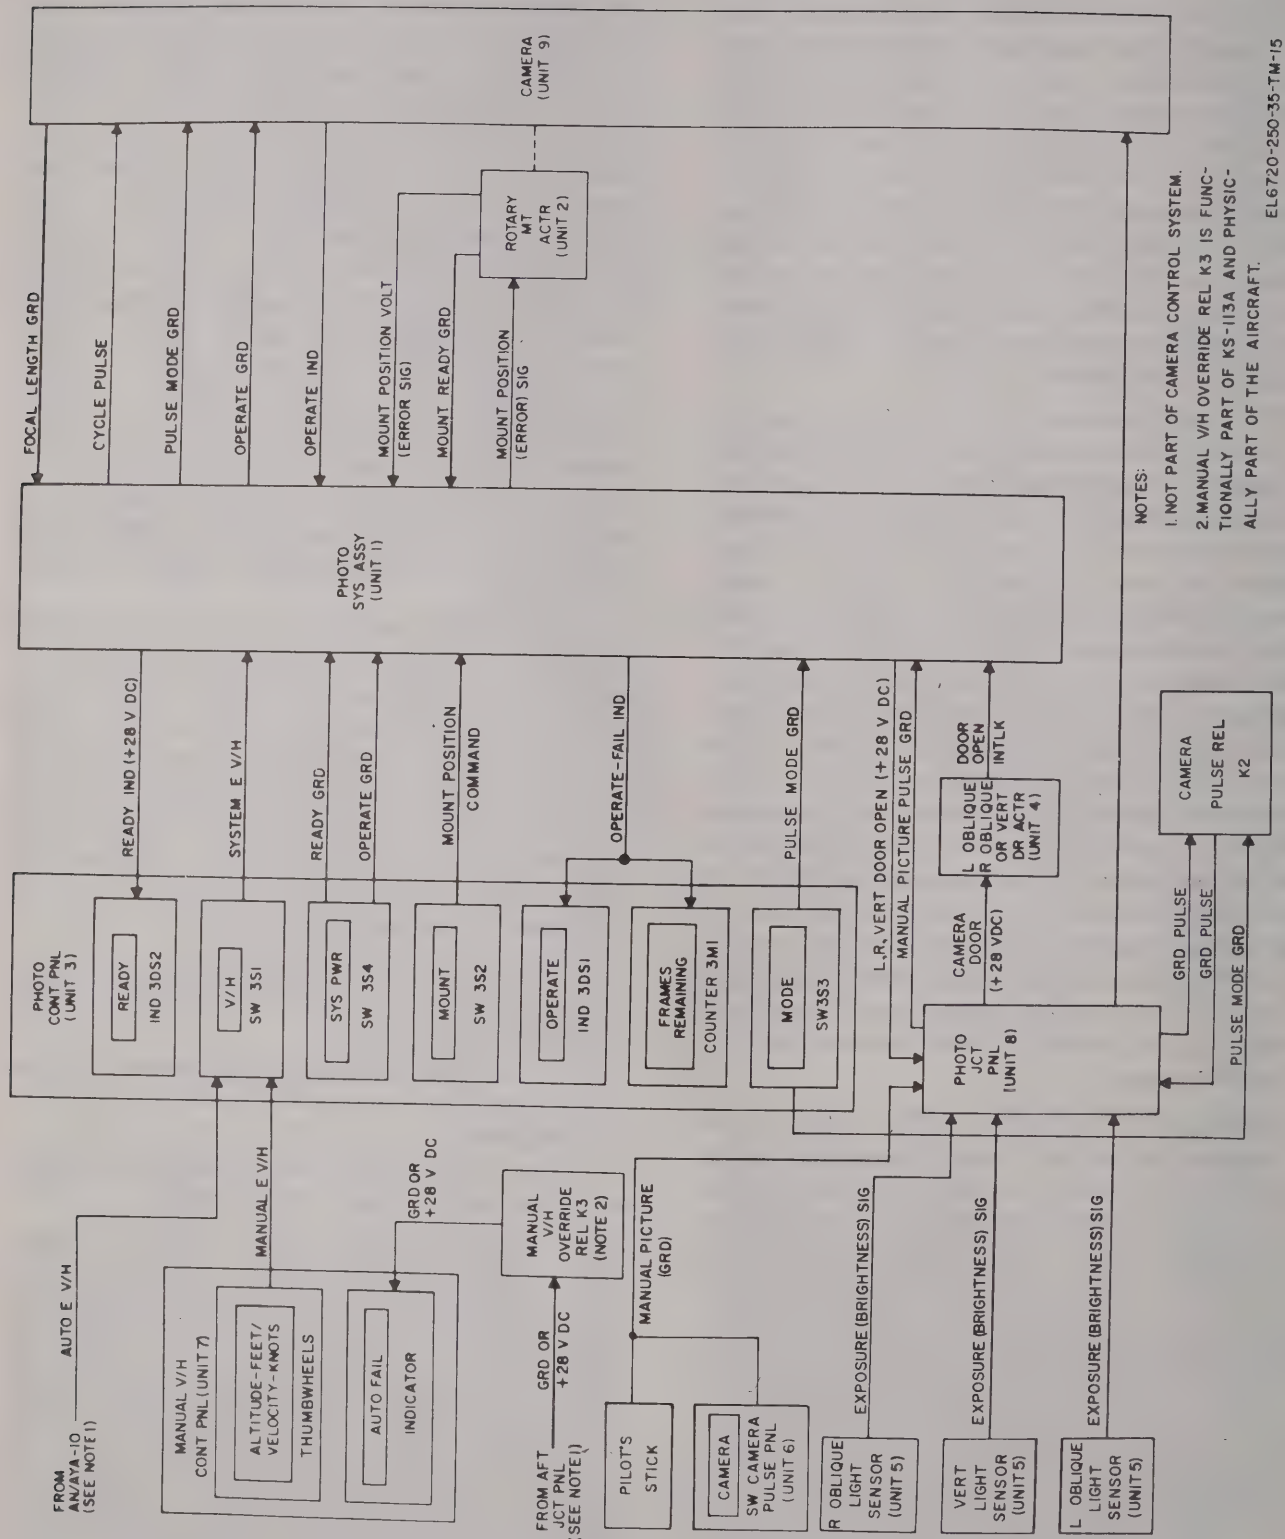 FROM
AN/AYA-10
(SEE NOTE 1)
AUTO E V/H
MANUAL V/H
CONT PNL (UNIT 7)
ALTITUDE-FEET/
VELOCITY-KNOTS
THUMBWHEELS
AUTO FAIL
INDICATOR
MANUAL E V/H
GRD OR
+28 V DC
FROM AFT
JCT PNL
(SEE NOTE 1)
GRD OR
+28 V DC
MANUAL
V/H
OVERRIDE
REL K3
(NOTE 2)
PILOT'S
STICK
CAMERA
SW CAMERA
PULSE PNL
(UNIT 6)
MANUAL PICTURE
(GRD)
R OBLIQUE
LIGHT
SENSOR
(UNIT 5)
EXPOSURE (BRIGHTNESS) SIG
VERT
LIGHT
SENSOR
(UNIT 5)
EXPOSURE (BRIGHTNESS) SIG
L OBLIQUE
LIGHT
SENSOR
(UNIT 5)
EXPOSURE (BRIGHTNESS) SIG
PHOTO
CONT PNL
(UNIT 3)
READY
IND 3DS2
V/H
SW 3S1
SYS PWR
SW 3S4
MOUNT
SW 3S2
OPERATE
IND 3DS1
FRAMES
REMAINING
COUNTER 3M1
MODE
SW3S3
READY IND (+28 V DC)
SYSTEM E V/H
READY GRD
OPERATE GRD
MOUNT POSITION
COMMAND
OPERATE-FAIL IND
PULSE MODE GRD
L,R, VERT DOOR OPEN (+28 V DC)
MANUAL PICTURE PULSE GRD
PHOTO
JCT
PNL
(UNIT 8)
CAMERA
DOOR
(+28 VDC)
L OBLIQUE
R OBLIQUE
OR VERT
DR ACTR
(UNIT 4)
DOOR
OPEN
INTLK
GRD PULSE
GRD PULSE
PULSE MODE GRD
CAMERA
PULSE REL
K2
PHOTO
SYS ASSY
(UNIT 1)
FOCAL LENGTH GRD
CYCLE PULSE
PULSE MODE GRD
OPERATE GRD
OPERATE IND
MOUNT POSITION VOLT
(ERROR SIG)
MOUNT READY GRD
MOUNT POSITION
(ERROR) SIG
ROTARY
MT
ACTR
(UNIT 2)
CAMERA
(UNIT 9)
NOTES:
1. NOT PART OF CAMERA CONTROL SYSTEM.
2. MANUAL V/H OVERRIDE REL K3 IS FUNC-
TIONALLY PART OF KS-113A AND PHYSIC-
ALLY PART OF THE AIRCRAFT.
EL6720-250-35-TM-15